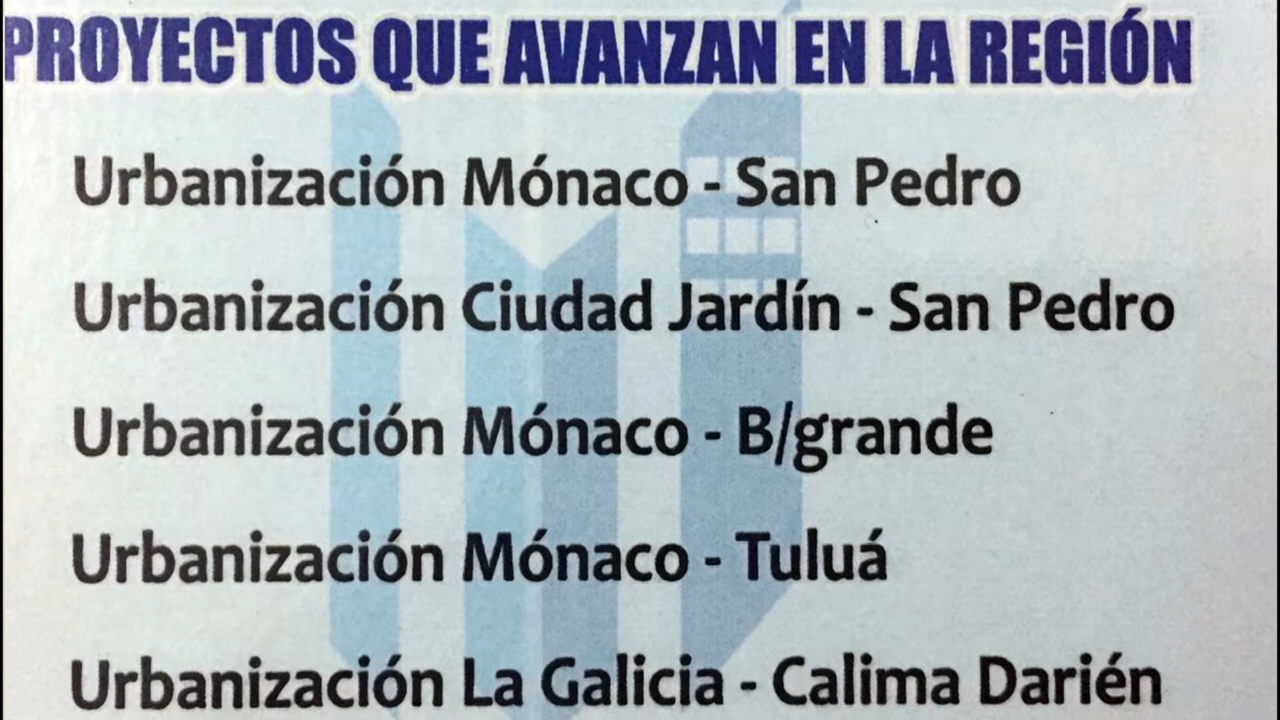 PROYECTOS QUE AVANZAN EN LA REGIÓN
Urbanización Mónaco - San Pedro
Urbanización Ciudad Jardín - San Pedro
Urbanización Mónaco - B/grande
Urbanización Mónaco - Tuluá
Urbanización La Galicia - Calima Darién